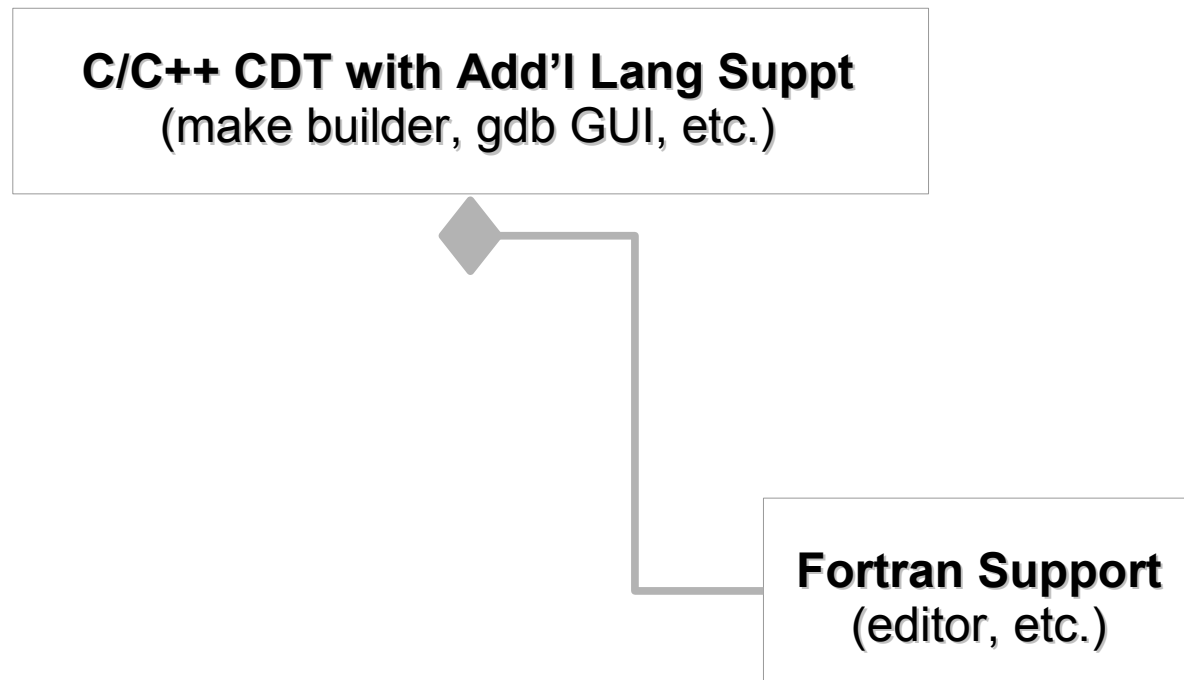 C/C++ CDT with Add’l Lang Suppt
(make builder, gdb GUI, etc.)
Fortran Support
(editor, etc.)